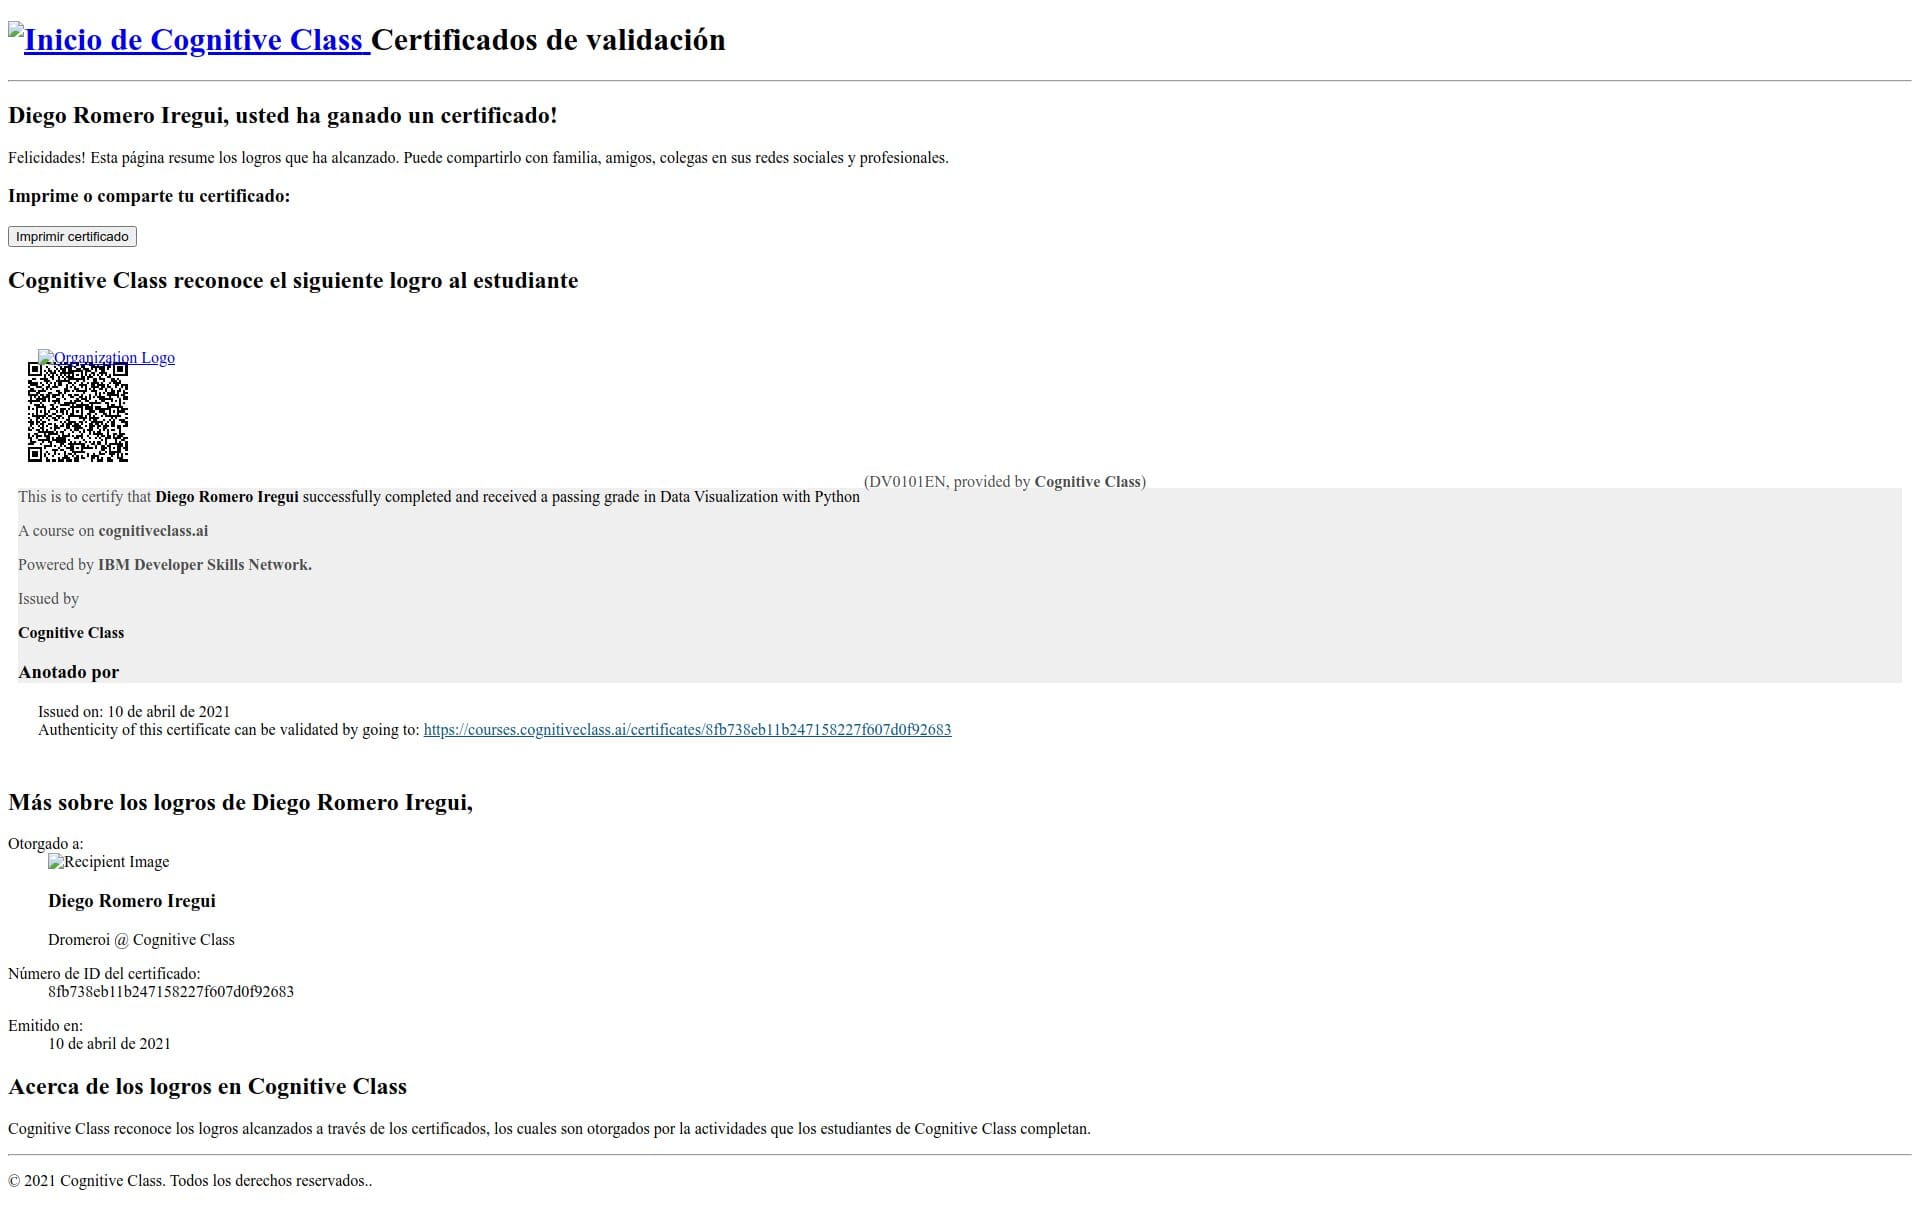 Inicio de Cognitive Class Certificados de validación
Diego Romero Iregui, usted ha ganado un certificado!
Felicidades! Esta página resume los logros que ha alcanzado. Puede compartirlo con familia, amigos, colegas en sus redes sociales y profesionales.
Imprime o comparte tu certificado:
Imprimir certificado
Cognitive Class reconoce el siguiente logro al estudiante
Organization Logo
(DV0101EN, provided by Cognitive Class)
This is to certify that Diego Romero Iregui successfully completed and received a passing grade in Data Visualization with Python
A course on cognitiveclass.ai
Powered by IBM Developer Skills Network.
Issued by
Cognitive Class
Anotado por
Issued on: 10 de abril de 2021
Authenticity of this certificate can be validated by going to: https://courses.cognitiveclass.ai/certificates/8fb738eb11b247158227f607d0f92683
Más sobre los logros de Diego Romero Iregui,
Otorgado a:
Recipient Image
Diego Romero Iregui
Dromeroi @ Cognitive Class
Número de ID del certificado:
8fb738eb11b247158227f607d0f92683
Emitido en:
10 de abril de 2021
Acerca de los logros en Cognitive Class
Cognitive Class reconoce los logros alcanzados a través de los certificados, los cuales son otorgados por la actividades que los estudiantes de Cognitive Class completan.
© 2021 Cognitive Class. Todos los derechos reservados..